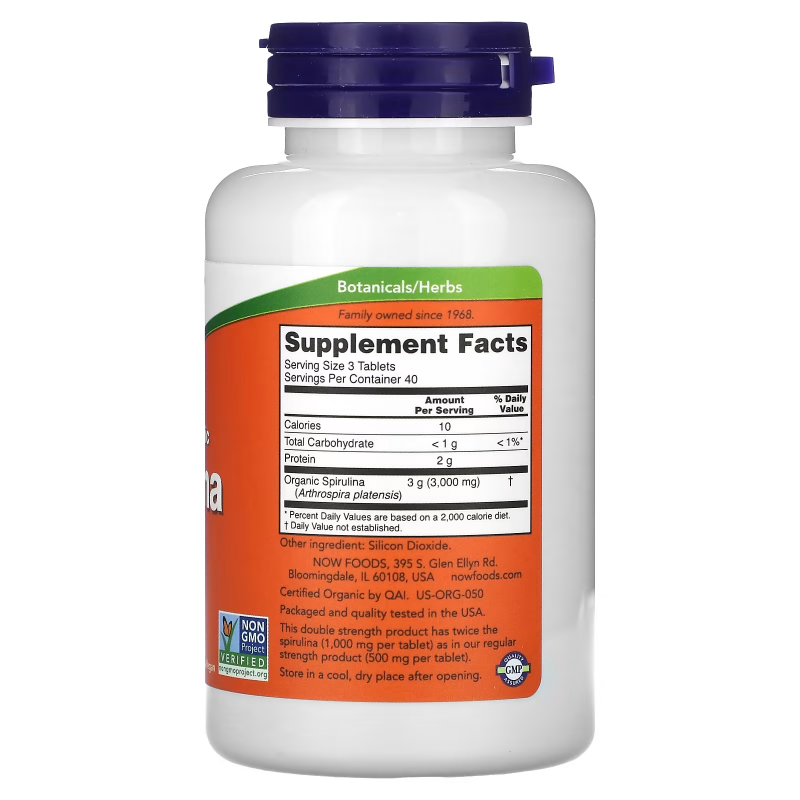 Botanicals/Herbs
Family owned since 1968.
Supplement Facts
Serving Size 3 Tablets
Servings Per Container 40
Amount Per Serving % Daily Value
Calories 10
Total Carbohydrate < 1 g < 1%*
Protein 2 g
Organic Spirulina 3 g (3,000 mg) †
(Arthrospira platensis)
* Percent Daily Values are based on a 2,000 calorie diet.
† Daily Value not established.
Other ingredient: Silicon Dioxide.
NOW FOODS, 395 S. Glen Ellyn Rd.
Bloomingdale, IL 60108, USA nowfoods.com
Certified Organic by QAI. US-ORG-050
Packaged and quality tested in the USA.
This double strength product has twice the
spirulina (1,000 mg per tablet) as in our regular
strength product (500 mg per tablet).
Store in a cool, dry place after opening.
NON
GMO
Project
VERIFIED
nongmoproject.org
QUALITY
GMP
ASSURED